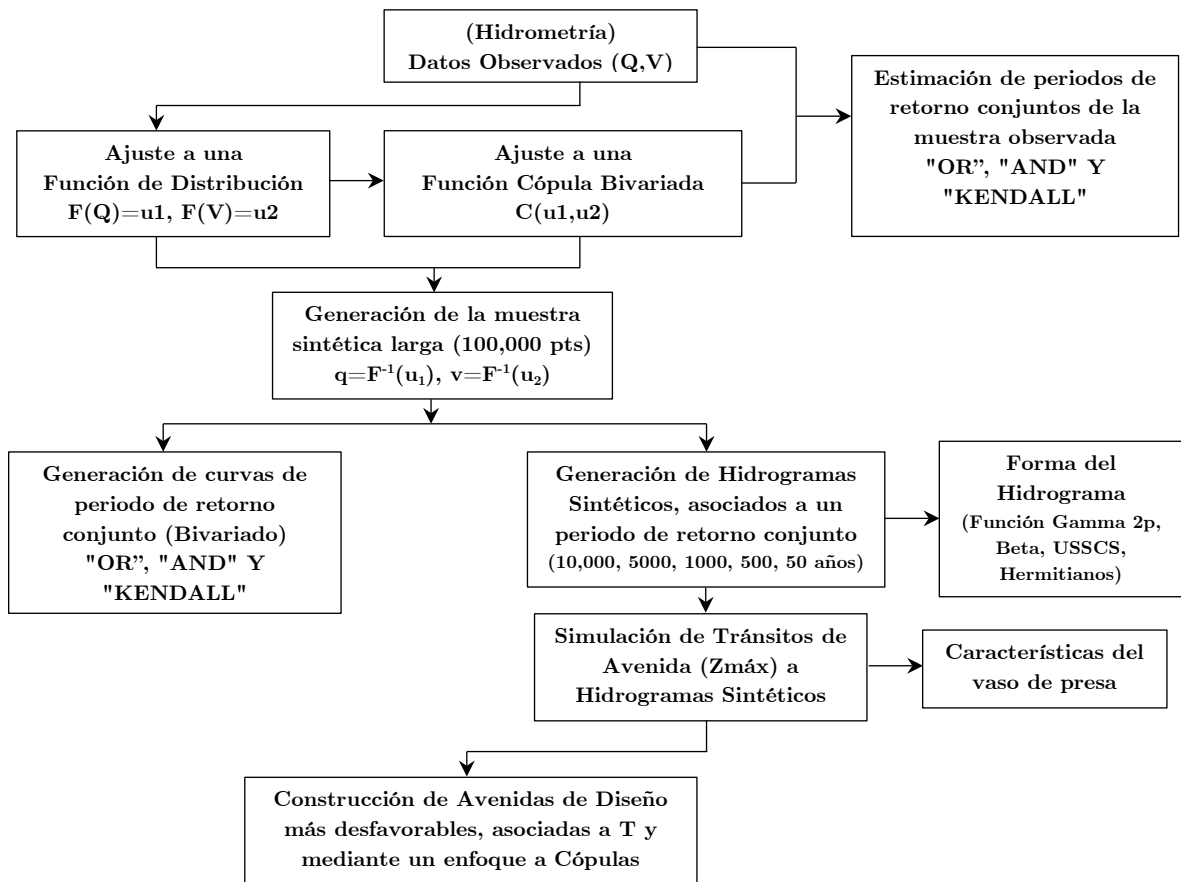 (Hidrometría)
Datos Observados (Q,V)
Estimación de periodos de
retorno conjuntos de la
muestra observada
"OR”, "AND" Y
"KENDALL"
Ajuste a una
Función de Distribución
F(Q)=u1, F(V)=u2
Ajuste a una
Función Cópula Bivariada
C(u1,u2)
Generación de la muestra
sintética larga (100,000 pts)
q=F⁻¹(u₁), v=F⁻¹(u₂)
Generación de curvas de
periodo de retorno
conjunto (Bivariado)
"OR”, "AND" Y
"KENDALL"
Generación de Hidrogramas
Sintéticos, asociados a un
periodo de retorno conjunto
(10,000, 5000, 1000, 500, 50 años)
Forma del
Hidrograma
(Función Gamma 2p,
Beta, USSCS,
Hermitianos)
Simulación de Tránsitos de
Avenida (Zmáx) a
Hidrogramas Sintéticos
Características del
vaso de presa
Construcción de Avenidas de Diseño
más desfavorables, asociadas a T y
mediante un enfoque a Cópulas